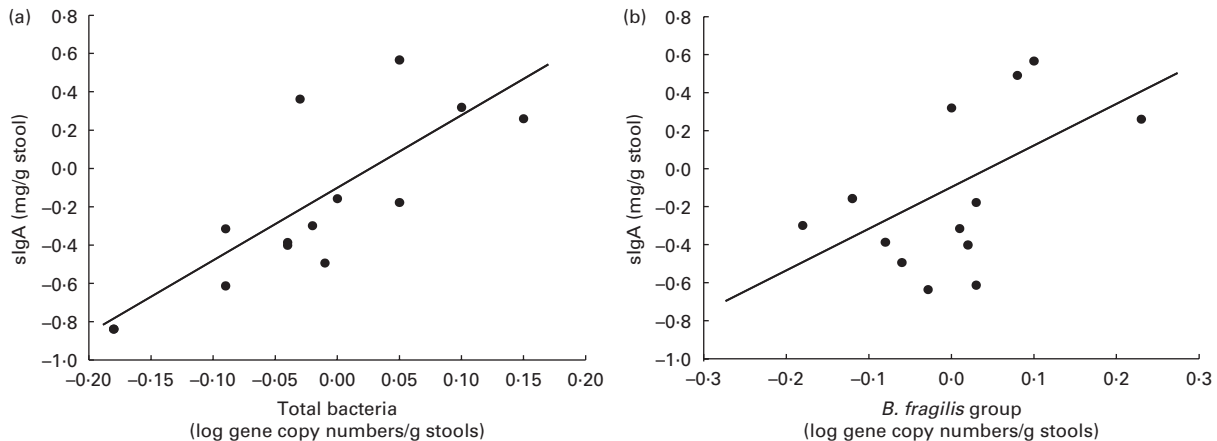 (a)
0·8
0·6
0·4
0·2
0·0
−0·2
−0·4
−0·6
−0·8
−1·0
sIgA (mg/g stool)
−0·20 −0·15 −0·10 −0·05 0·00 0·05 0·10 0·15 0·20
Total bacteria
(log gene copy numbers/g stools)
(b)
0·8
0·6
0·4
0·2
0·0
−0·2
−0·4
−0·6
−0·8
−1·0
sIgA (mg/g stool)
−0·3 −0·2 −0·1 0·0 0·1 0·2 0·3
B. fragilis group
(log gene copy numbers/g stools)